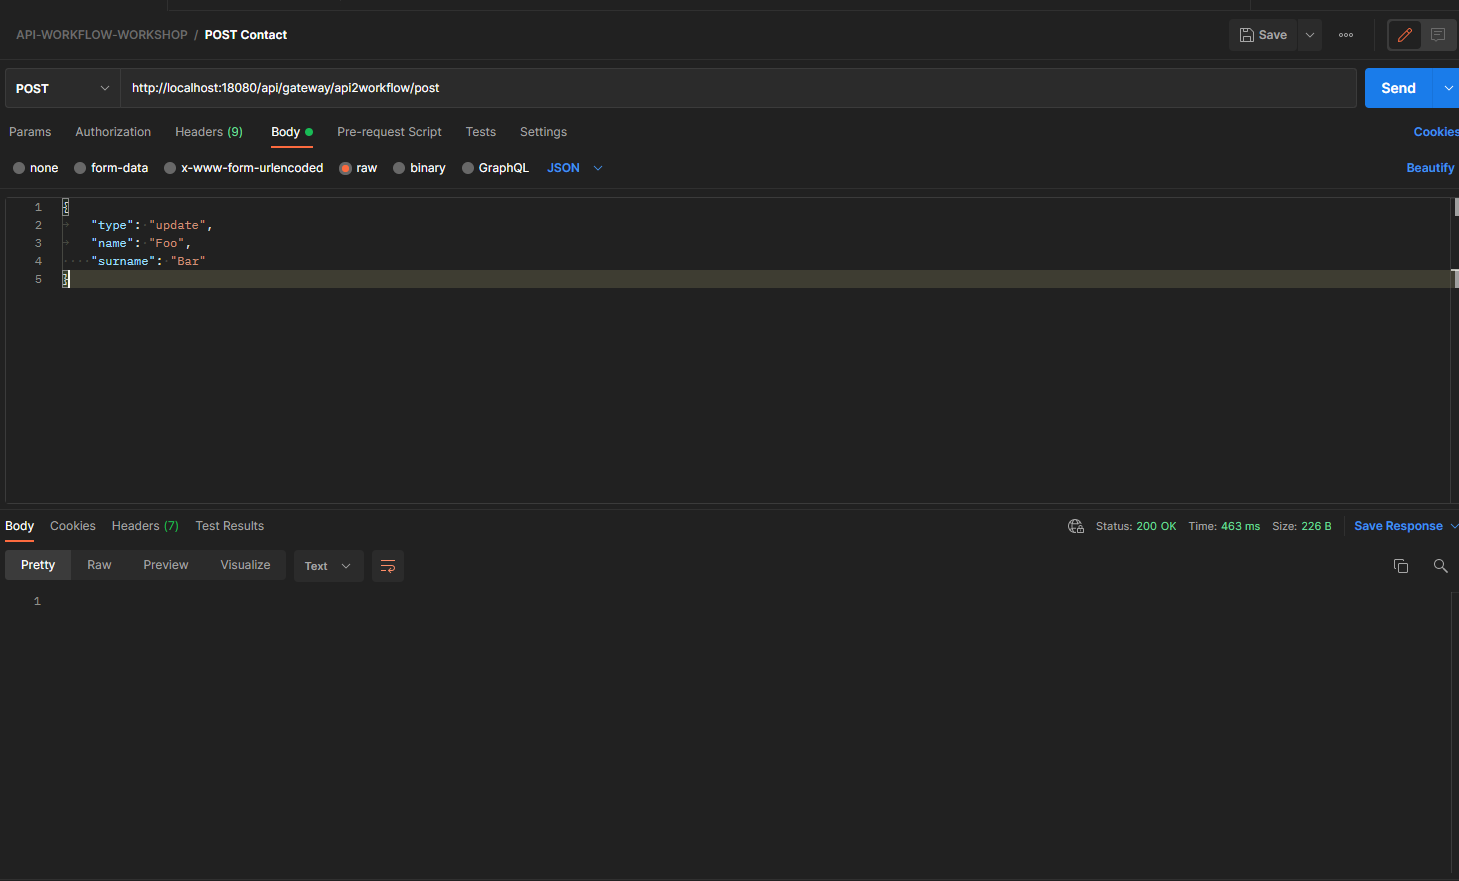 API-WORKFLOW-WORKSHOP / POST Contact
Save
POST
http://localhost:18080/api/gateway/api2workflow/post
Send
Params Authorization Headers (9) Body Pre-request Script Tests Settings Cookies
none form-data x-www-form-urlencoded raw binary GraphQL JSON Beautify
1 {
2 "type": "update",
3 "name": "Foo",
4 "surname": "Bar"
5 }
Body Cookies Headers (7) Test Results Status: 200 OK Time: 463 ms Size: 226 B Save Response
Pretty Raw Preview Visualize Text
1